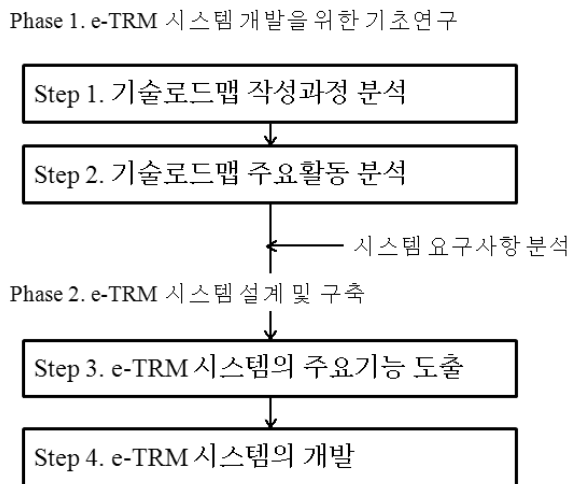 Phase 1. e-TRM 시스템 개발을 위한 기초연구
Step 1. 기술로드맵 작성과정 분석
Step 2. 기술로드맵 주요활동 분석
시스템 요구사항 분석
Phase 2. e-TRM 시스템 설계 및 구축
Step 3. e-TRM 시스템의 주요기능 도출
Step 4. e-TRM 시스템의 개발